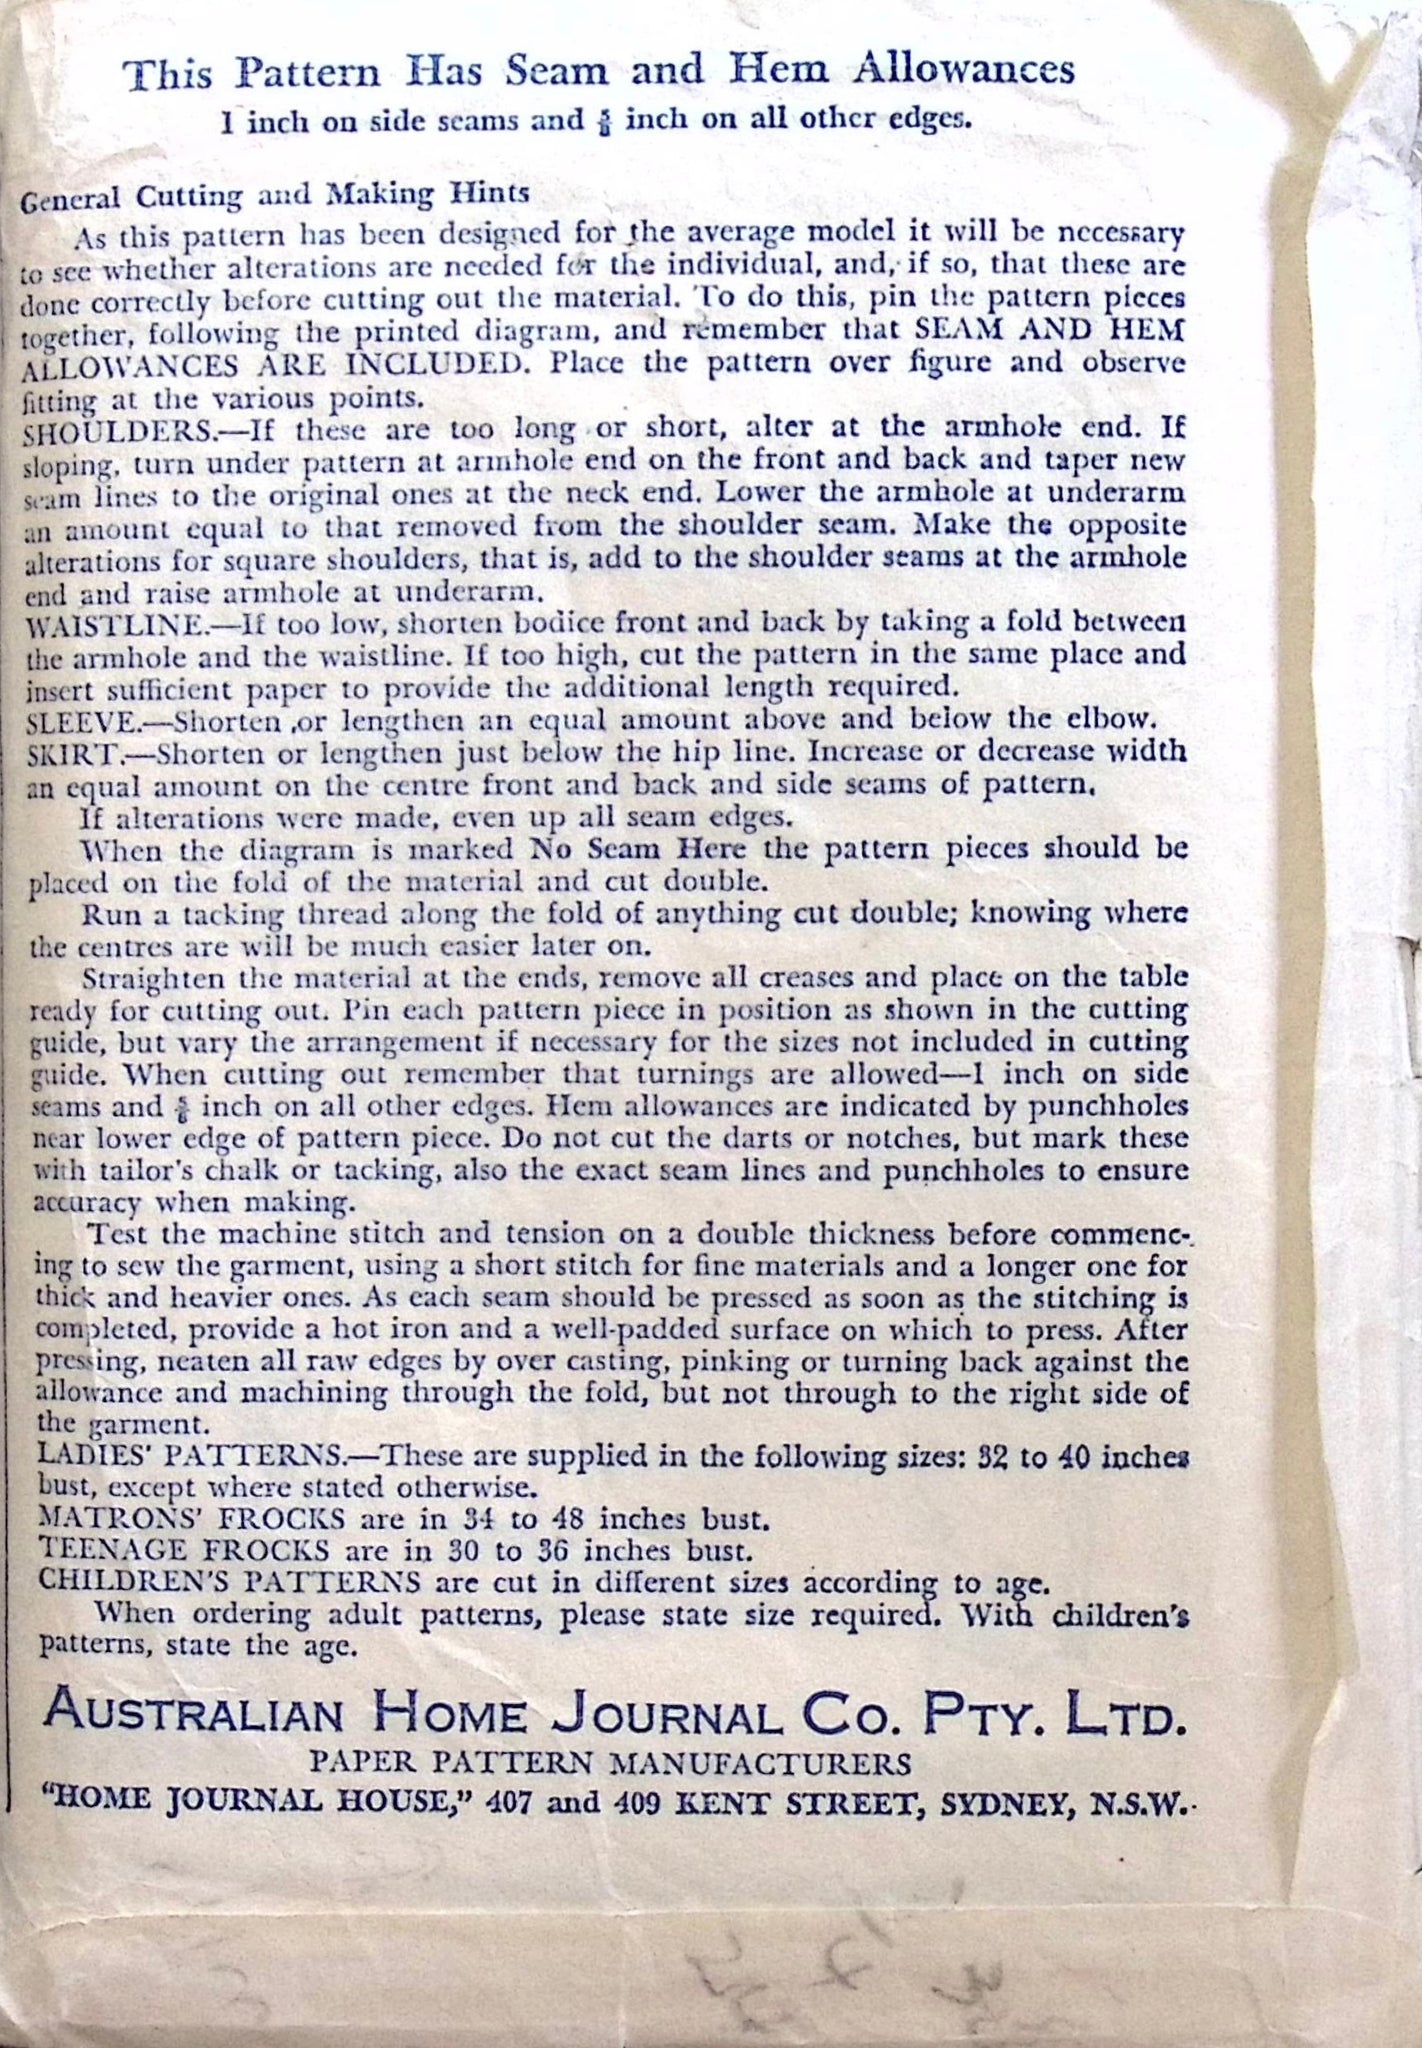 This Pattern Has Seam and Hem Allowances
1 inch on side seams and ⅝ inch on all other edges.
General Cutting and Making Hints
As this pattern has been designed for the average model it will be necessary
to see whether alterations are needed for the individual, and, if so, that these are
done correctly before cutting out the material. To do this, pin the pattern pieces
together, following the printed diagram, and remember that SEAM AND HEM
ALLOWANCES ARE INCLUDED. Place the pattern over figure and observe
fitting at the various points.
SHOULDERS.—If these are too long or short, alter at the armhole end. If
sloping, turn under pattern at armhole end on the front and back and taper new
seam lines to the original ones at the neck end. Lower the armhole at underarm
an amount equal to that removed from the shoulder seam. Make the opposite
alterations for square shoulders, that is, add to the shoulder seams at the armhole
end and raise armhole at underarm.
WAISTLINE.—If too low, shorten bodice front and back by taking a fold between
the armhole and the waistline. If too high, cut the pattern in the same place and
insert sufficient paper to provide the additional length required.
SLEEVE.—Shorten or lengthen an equal amount above and below the elbow.
SKIRT.—Shorten or lengthen just below the hip line. Increase or decrease width
an equal amount on the centre front and back and side seams of pattern.
If alterations were made, even up all seam edges.
When the diagram is marked No Seam Here the pattern pieces should be
placed on the fold of the material and cut double.
Run a tacking thread along the fold of anything cut double; knowing where
the centres are will be much easier later on.
Straighten the material at the ends, remove all creases and place on the table
ready for cutting out. Pin each pattern piece in position as shown in the cutting
guide, but vary the arrangement if necessary for the sizes not included in cutting
guide. When cutting out remember that turnings are allowed—1 inch on side
seams and ⅝ inch on all other edges. Hem allowances are indicated by punchholes
near lower edge of pattern piece. Do not cut the darts or notches, but mark these
with tailor's chalk or tacking, also the exact seam lines and punchholes to ensure
accuracy when making.
Test the machine stitch and tension on a double thickness before commenc-
ing to sew the garment, using a short stitch for fine materials and a longer one for
thick and heavier ones. As each seam should be pressed as soon as the stitching is
completed, provide a hot iron and a well-padded surface on which to press. After
pressing, neaten all raw edges by over casting, pinking or turning back against the
allowance and machining through the fold, but not through to the right side of
the garment.
LADIES' PATTERNS.—These are supplied in the following sizes: 32 to 40 inches
bust, except where stated otherwise.
MATRONS' FROCKS are in 34 to 48 inches bust.
TEENAGE FROCKS are in 30 to 36 inches bust.
CHILDREN'S PATTERNS are cut in different sizes according to age.
When ordering adult patterns, please state size required. With children's
patterns, state the age.
AUSTRALIAN HOME JOURNAL CO. PTY. LTD.
PAPER PATTERN MANUFACTURERS
"HOME JOURNAL HOUSE," 407 and 409 KENT STREET, SYDNEY, N.S.W.